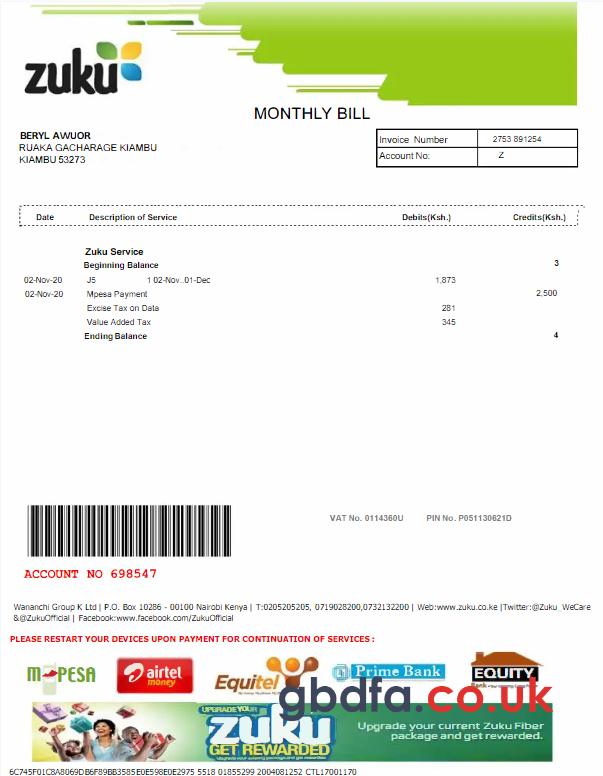 zuku
MONTHLY BILL
BERYL AWUOR
RUAKA GACHARAGE KIAMBU
KIAMBU 53273
Invoice Number 2753 891254
Account No: Z
Date Description of Service Debits(Ksh.) Credits(Ksh.)
Zuku Service
Beginning Balance 3
02-Nov-20 J5 1 02-Nov..01-Dec 1,873
02-Nov-20 Mpesa Payment 2,500
Excise Tax on Data 281
Value Added Tax 345
Ending Balance 4
VAT No. 0114360U PIN No. P051130621D
ACCOUNT NO 698547
Wananchi Group K Ltd | P.O. Box 10286 - 00100 Nairobi Kenya | T:0205205205, 0719028200,0732132200 | Web:www.zuku.co.ke |Twitter:@Zuku_WeCare
&@ZukuOfficial | Facebook:www.facebook.com/ZukuOfficial
PLEASE RESTART YOUR DEVICES UPON PAYMENT FOR CONTINUATION OF SERVICES :
M-PESA airtel money Equitel Prime Bank EQUITY
gbdfa.co.uk
UPGRADE YOUR
zuku
GET REWARDED
Upgrade your current Zuku Fiber
package and get rewarded.
6C745F01C8A8069DB6F89BB3585E0E598E0E2975 5518 01855299 2004081252 CTL17001170